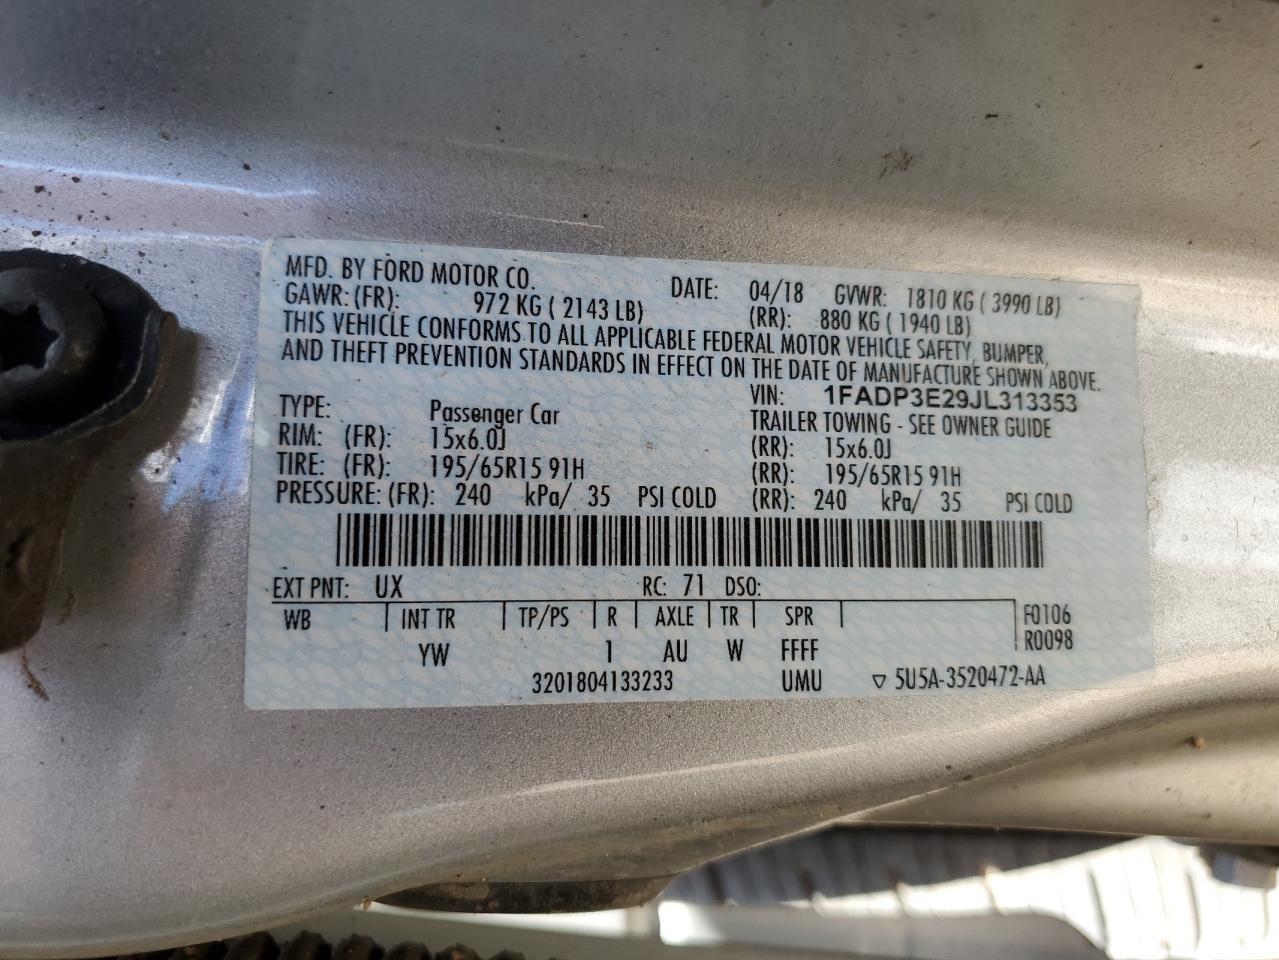 MFD. BY FORD MOTOR CO. DATE: 04/18 GVWR: 1810 KG ( 3990 LB)
GAWR: (FR): 972 KG ( 2143 LB) (RR): 880 KG ( 1940 LB)
THIS VEHICLE CONFORMS TO ALL APPLICABLE FEDERAL MOTOR VEHICLE SAFETY, BUMPER,
AND THEFT PREVENTION STANDARDS IN EFFECT ON THE DATE OF MANUFACTURE SHOWN ABOVE.
VIN: 1FADP3E29JL313353
TYPE: Passenger Car TRAILER TOWING - SEE OWNER GUIDE
RIM: (FR): 15x6.0J (RR): 15x6.0J
TIRE: (FR): 195/65R15 91H (RR): 195/65R15 91H
PRESSURE: (FR): 240 kPa/ 35 PSI COLD (RR): 240 kPa/ 35 PSI COLD
EXT PNT: UX RC: 71 DSO:
WB INT TR TP/PS R AXLE TR SPR F0106
YW 1 AU W FFFF R0098
3201804133233 UMU ▽ 5U5A-3520472-AA